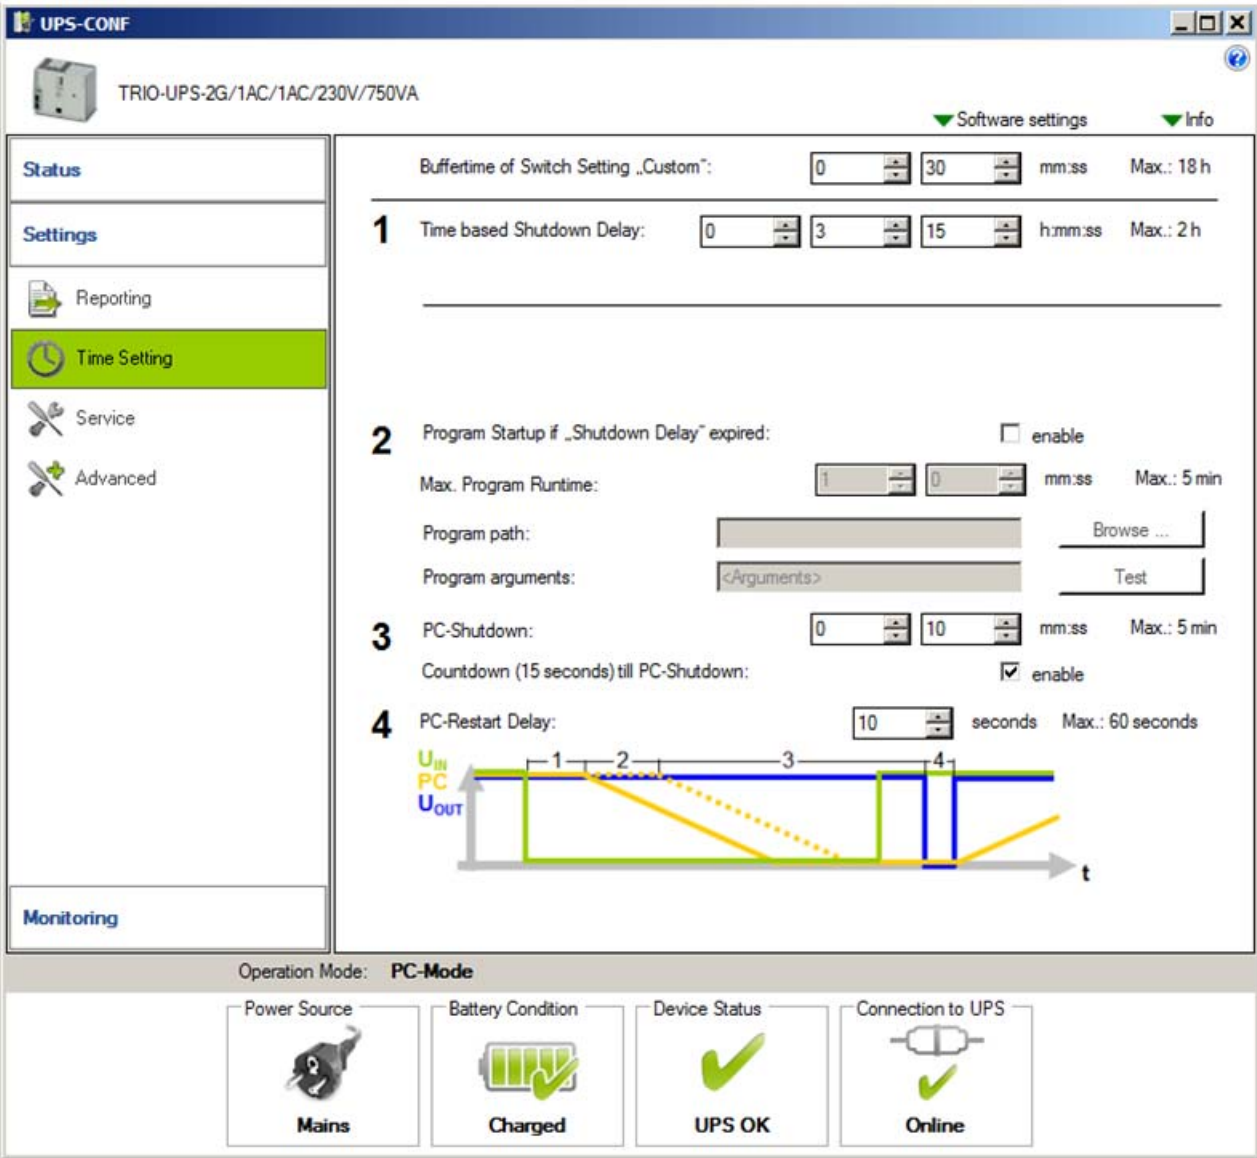 UPS-CONF
TRIO-UPS-2G/1AC/1AC/230V/750VA
Software settings Info
Status
Settings
Reporting
Time Setting
Service
Advanced
Monitoring
Buffertime of Switch Setting „Custom”: 0 30 mm:ss Max.: 18 h
1 Time based Shutdown Delay: 0 3 15 h:mm:ss Max.: 2 h
2 Program Startup if „Shutdown Delay” expired: enable
Max. Program Runtime: 1 0 mm:ss Max.: 5 min
Program path: Browse ...
Program arguments: <Arguments> Test
3 PC-Shutdown: 0 10 mm:ss Max.: 5 min
Countdown (15 seconds) till PC-Shutdown: enable
4 PC-Restart Delay: 10 seconds Max.: 60 seconds
UIN 1 2 3 4
PC
UOUT
t
Operation Mode: PC-Mode
Power Source Battery Condition Device Status Connection to UPS
Mains Charged UPS OK Online